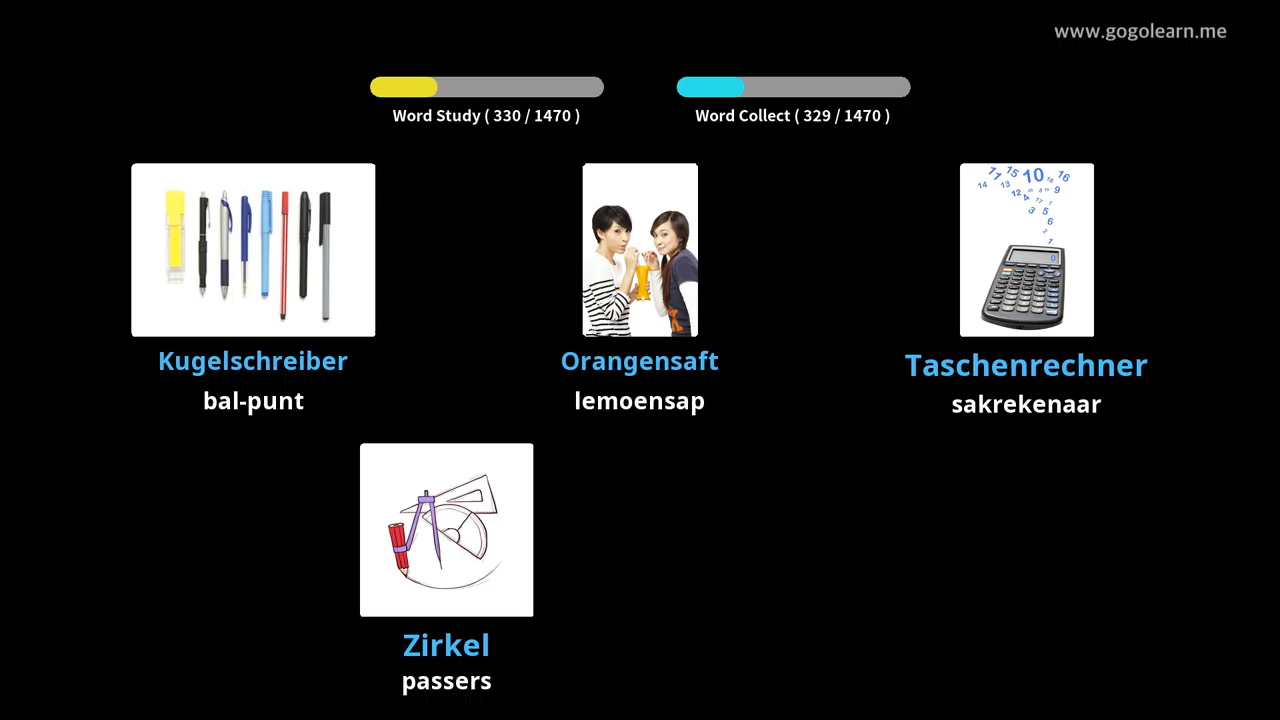 www.gogolearn.me
Word Study ( 330 / 1470 )
Word Collect ( 329 / 1470 )
Kugelschreiber
bal-punt
Orangensaft
lemoensap
Taschenrechner
sakrekenaar
Zirkel
passers